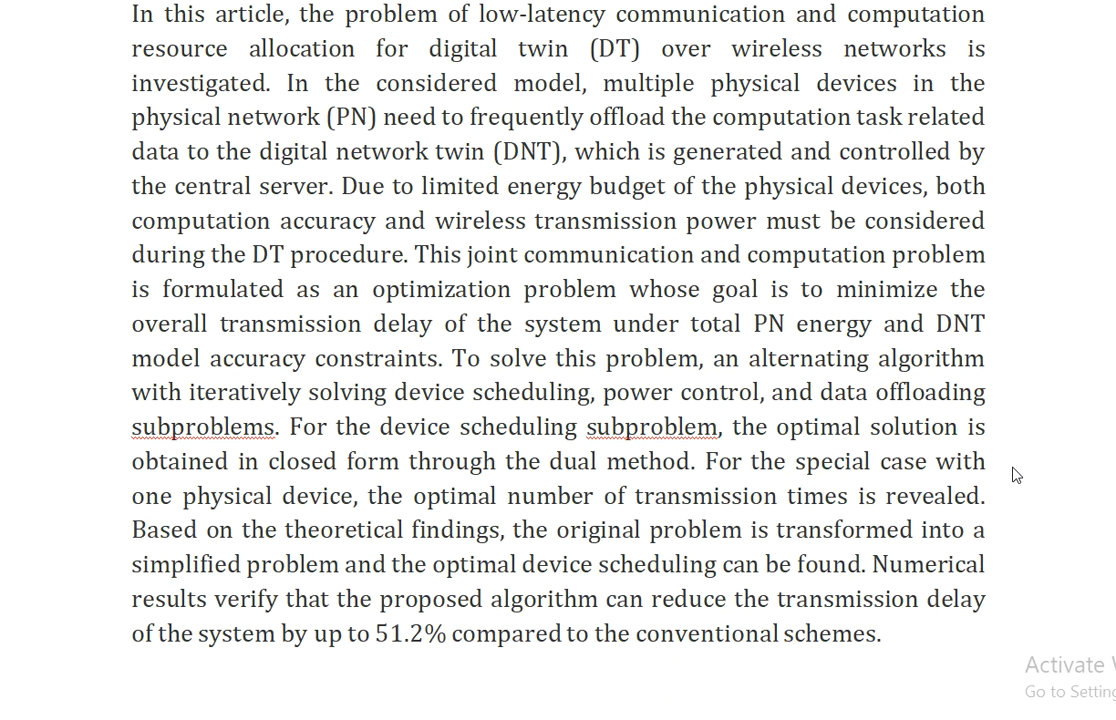 In this article, the problem of low-latency communication and computation
resource allocation for digital twin (DT) over wireless networks is
investigated. In the considered model, multiple physical devices in the
physical network (PN) need to frequently offload the computation task related
data to the digital network twin (DNT), which is generated and controlled by
the central server. Due to limited energy budget of the physical devices, both
computation accuracy and wireless transmission power must be considered
during the DT procedure. This joint communication and computation problem
is formulated as an optimization problem whose goal is to minimize the
overall transmission delay of the system under total PN energy and DNT
model accuracy constraints. To solve this problem, an alternating algorithm
with iteratively solving device scheduling, power control, and data offloading
subproblems. For the device scheduling subproblem, the optimal solution is
obtained in closed form through the dual method. For the special case with
one physical device, the optimal number of transmission times is revealed.
Based on the theoretical findings, the original problem is transformed into a
simplified problem and the optimal device scheduling can be found. Numerical
results verify that the proposed algorithm can reduce the transmission delay
of the system by up to 51.2% compared to the conventional schemes.
Activate
Go to